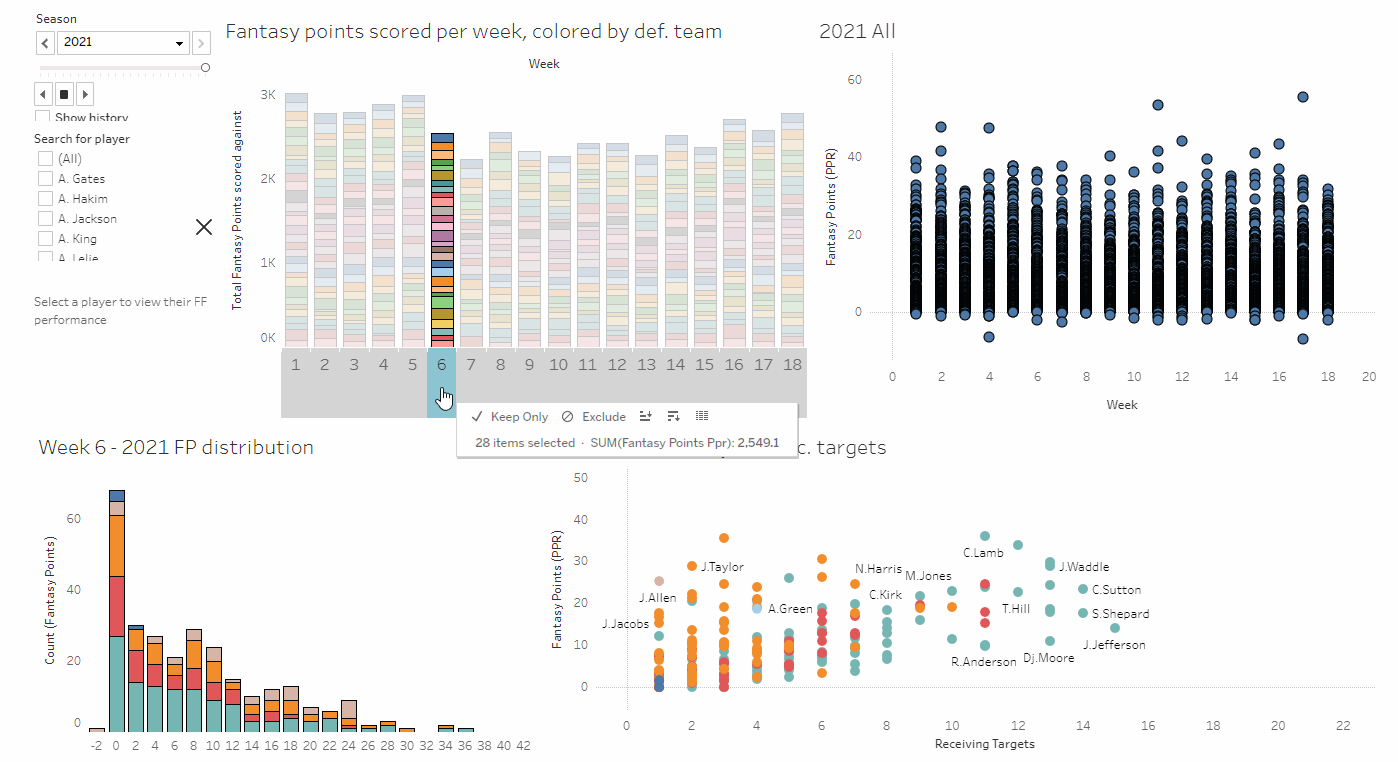 Season
2021
Show history
Search for player
(All)
A. Gates
A. Hakim
A. Jackson
A. King
A. Lelie
Select a player to view their FF
performance
Fantasy points scored per week, colored by def. team
Week
Total Fantasy Points scored against
3K
2K
1K
0K
1 2 3 4 5 6 7 8 9 10 11 12 13 14 15 16 17 18
Keep Only Exclude
28 items selected · SUM(Fantasy Points Ppr): 2,549.1
2021 All
Fantasy Points (PPR)
60
40
20
0
0 2 4 6 8 10 12 14 16 18 20
Week
Week 6 - 2021 FP distribution
Count (Fantasy Points)
60
40
20
0
-2 0 2 4 6 8 10 12 14 16 18 20 22 24 26 28 30 32 34 36 38 40 42
c. targets
Fantasy Points (PPR)
50
40
30
20
10
0
C.Lamb
J.Taylor
N.Harris
M.Jones
J.Waddle
J.Allen
A.Green
C.Kirk
T.Hill
C.Sutton
J.Jacobs
S.Shepard
R.Anderson
Dj.Moore
J.Jefferson
0 2 4 6 8 10 12 14 16 18 20 22
Receiving Targets